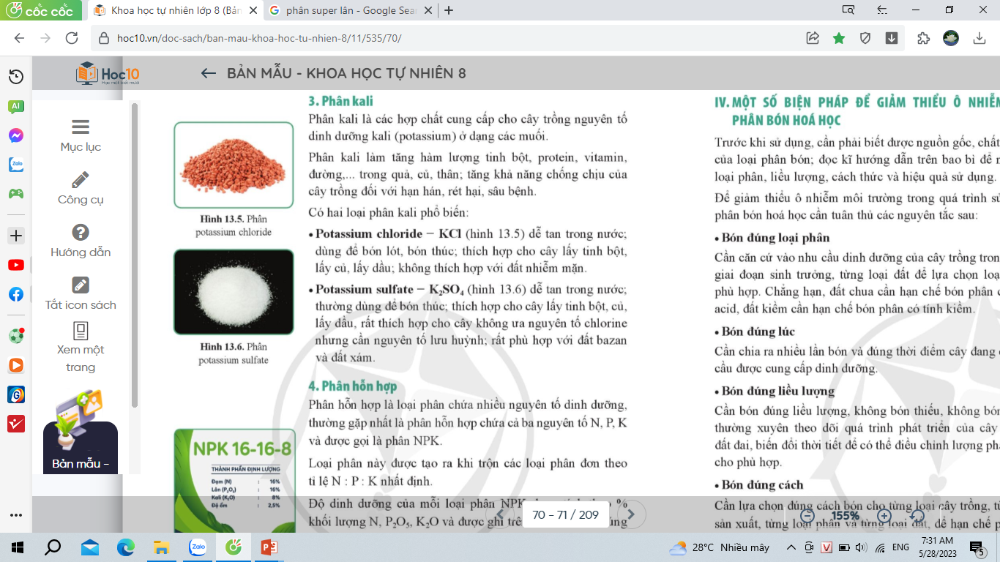 cốc cốc
Khoa học tự nhiên lớp 8 (Bản
phân super lân - Google Sear
hoc10.vn/doc-sach/ban-mau-khoa-hoc-tu-nhien-8/11/535/70/
Hoc10
Học một biết mười
BẢN MẪU - KHOA HỌC TỰ NHIÊN 8
AI
Zalo
Mục lục
Công cụ
Hướng dẫn
Tắt icon sách
Xem một
trang
Bản mẫu -
Hình 13.5. Phân
potassium chloride
Hình 13.6. Phân
potassium sulfate
NPK 16-16-8
THÀNH PHẦN ĐỊNH LƯỢNG
Đạm (N) : 16%
Lân (P₂O₅) : 16%
Kali (K₂O) : 8%
Độ ẩm : 2,5%
3. Phân kali
Phân kali là các hợp chất cung cấp cho cây trồng nguyên tố
dinh dưỡng kali (potassium) ở dạng các muối.
Phân kali làm tăng hàm lượng tinh bột, protein, vitamin,
đường,... trong quả, củ, thân; tăng khả năng chống chịu của
cây trồng đối với hạn hán, rét hại, sâu bệnh.
Có hai loại phân kali phổ biến:
• Potassium chloride – KCl (hình 13.5) dễ tan trong nước;
dùng để bón lót, bón thúc; thích hợp cho cây lấy tinh bột,
lấy củ, lấy dầu; không thích hợp với đất nhiễm mặn.
• Potassium sulfate – K₂SO₄ (hình 13.6) dễ tan trong nước;
thường dùng để bón thúc; thích hợp cho cây lấy tinh bột, củ,
lấy dầu, rất thích hợp cho cây không ưa nguyên tố chlorine
nhưng cần nguyên tố lưu huỳnh; rất phù hợp với đất bazan
và đất xám.
4. Phân hỗn hợp
Phân hỗn hợp là loại phân chứa nhiều nguyên tố dinh dưỡng,
thường gặp nhất là phân hỗn hợp chứa cả ba nguyên tố N, P, K
và được gọi là phân NPK.
Loại phân này được tạo ra khi trộn các loại phân đơn theo
tỉ lệ N : P : K nhất định.
Độ dinh dưỡng của mỗi loại phân NPK %
khối lượng N, P₂O₅, K₂O và được ghi trê
IV. MỘT SỐ BIỆN PHÁP ĐỂ GIẢM THIỂU Ô NHIỄM
PHÂN BÓN HOÁ HỌC
Trước khi sử dụng, cần phải biết được nguồn gốc, chất
của loại phân bón; đọc kĩ hướng dẫn trên bao bì để n
loại phân, liều lượng, cách thức và hiệu quả sử dụng.
Để giảm thiểu ô nhiễm môi trường trong quá trình sử
phân bón hoá học cần tuân thủ các nguyên tắc sau:
• Bón đúng loại phân
Cần căn cứ vào nhu cầu dinh dưỡng của cây trồng tron
giai đoạn sinh trưởng, từng loại đất để lựa chọn loạ
phù hợp. Chẳng hạn, đất chua cần hạn chế bón phân c
acid, đất kiềm cần hạn chế bón phân có tính kiềm.
• Bón đúng lúc
Cần chia ra nhiều lần bón và đúng thời điểm cây đang c
cầu được cung cấp dinh dưỡng.
• Bón đúng liều lượng
Cần bón đúng liều lượng, không bón thiếu, không bón
thường xuyên theo dõi quá trình phát triển của cây
đất đai, biến đổi thời tiết để có thể điều chỉnh lượng ph
cho phù hợp.
• Bón đúng cách
Cần lựa chọn đúng cách bón cho từng loại cây trồng, t
sản xuất, từng loại phân và từng loại đất, để hạn chế p
70 - 71 / 209
155%
Zalo
28°C Nhiều mây
ENG
7:31 AM
5/28/2023
5